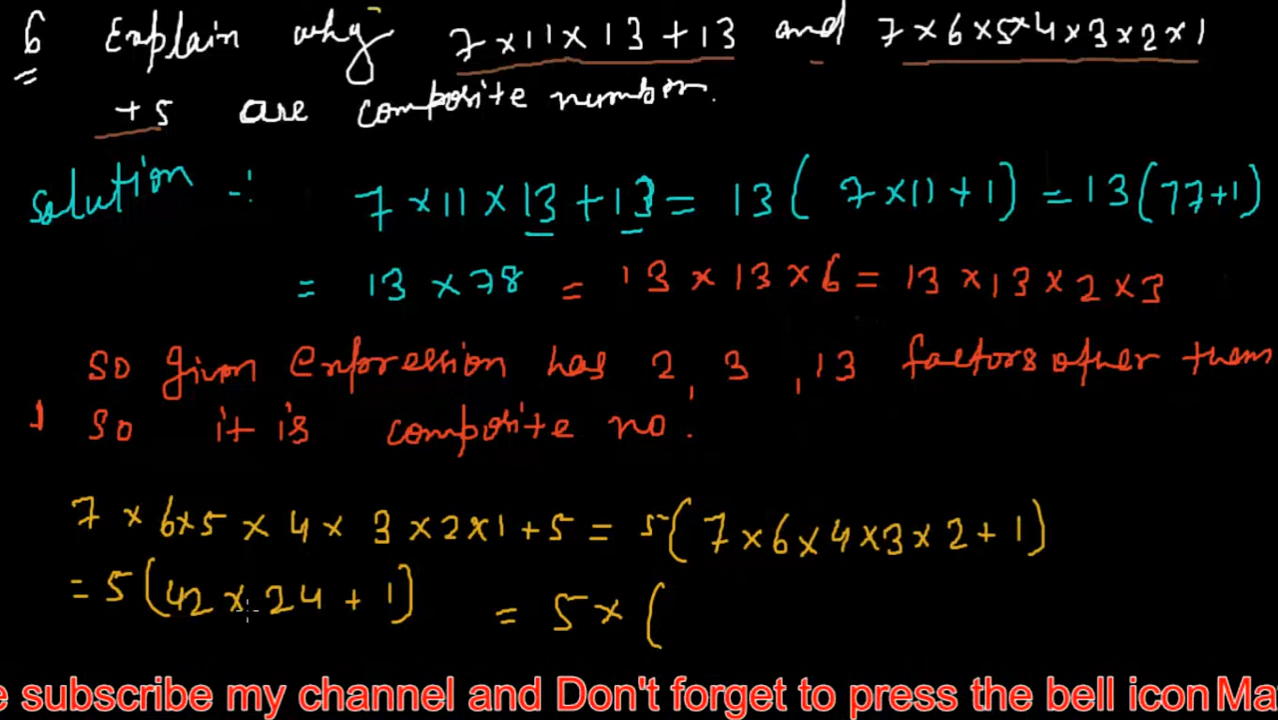 6 Explain why 7×11×13+13 and 7×6×5×4×3×2×1
+5 are composite number.
Solution :- 7×11×13+13 = 13(7×11+1) = 13(77+1)
= 13×78 = 13×13×6 = 13×13×2×3
So given expression has 2, 3, 13 factors other them
1 So it is composite no.
7×6×5×4×3×2×1+5 = 5(7×6×4×3×2+1)
= 5(42×24+1) = 5×(
e subscribe my channel and Don't forget to press the bell icon Ma